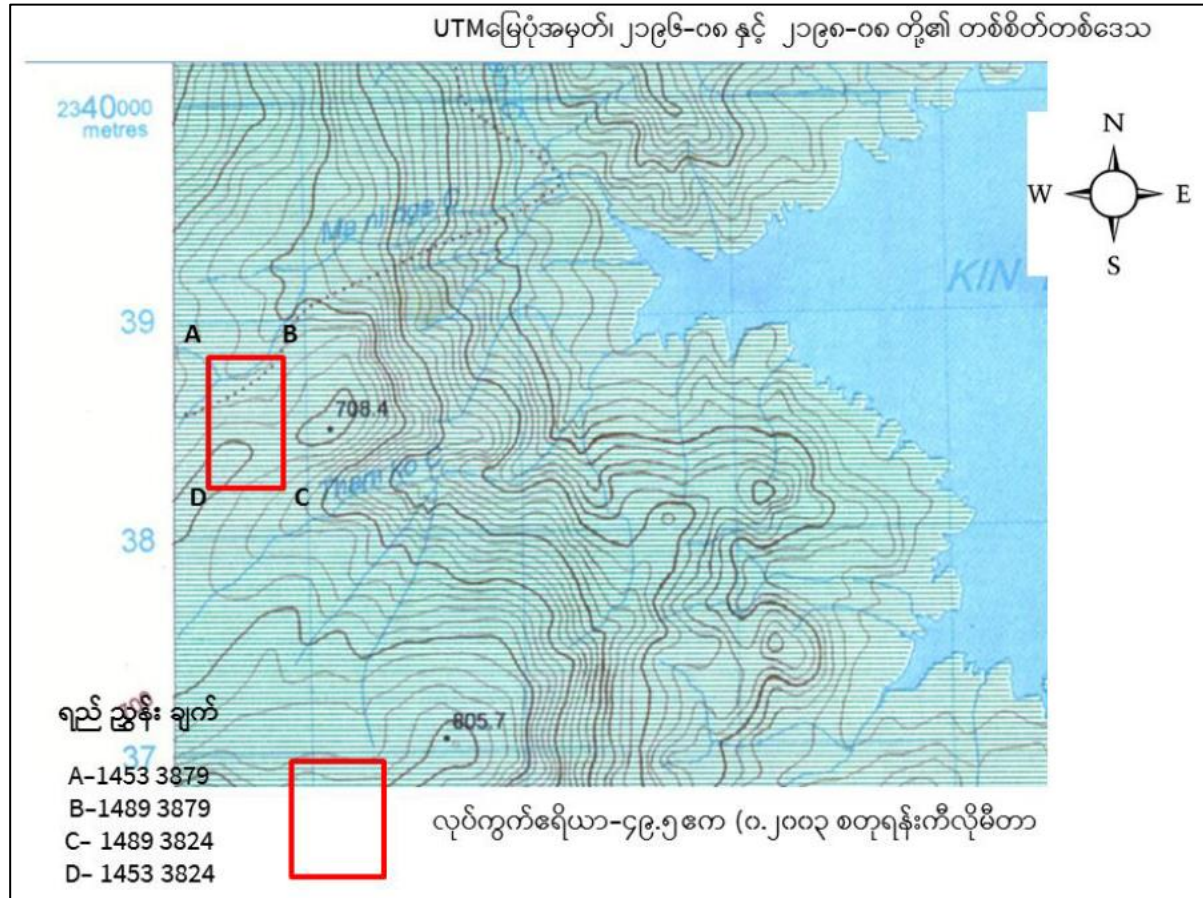 UTMမြေပုံအမှတ်၊ ၂၁၉၆-၀၈ နှင့် ၂၁၉၈-၀၈ တို့၏ တစ်စိတ်တစ်ဒေသ
2340000
metres
N
W E
S
KIN
39
A B
708.4
D C
38
ရည် ညွှန်း ချက်
805.7
37
A-1453 3879
B-1489 3879
C- 1489 3824
D- 1453 3824
လုပ်ကွက်ဧရိယာ-၄၉.၅ဧက (၀.၂၀၀၃ စတုရန်းကီလိုမီတာ